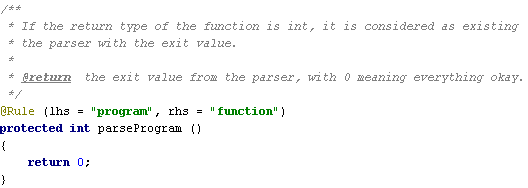 /**
 * If the return type of the function is int, it is considered as existing
 * the parser with the exit value.
 *
 * @return  the exit value from the parser, with 0 meaning everything okay.
 */
@Rule (lhs = "program", rhs = "function")
protected int parseProgram ()
{
    return 0;
}